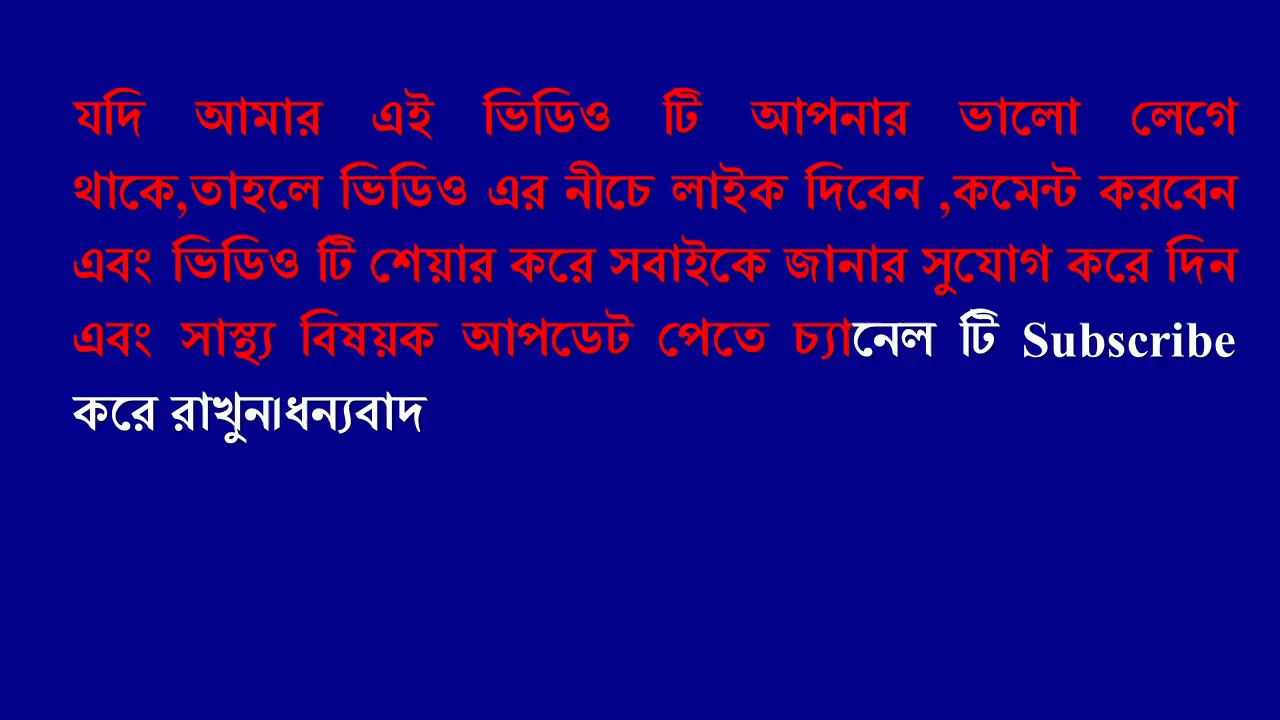 যদি আমার এই ভিডিও টি আপনার ভালো লেগে
থাকে,তাহলে ভিডিও এর নীচে লাইক দিবেন ,কমেন্ট করবেন
এবং ভিডিও টি শেয়ার করে সবাইকে জানার সুযোগ করে দিন
এবং সাস্থ্য বিষয়ক আপডেট পেতে চ্যানেল টি Subscribe
করে রাখুন।ধন্যবাদ